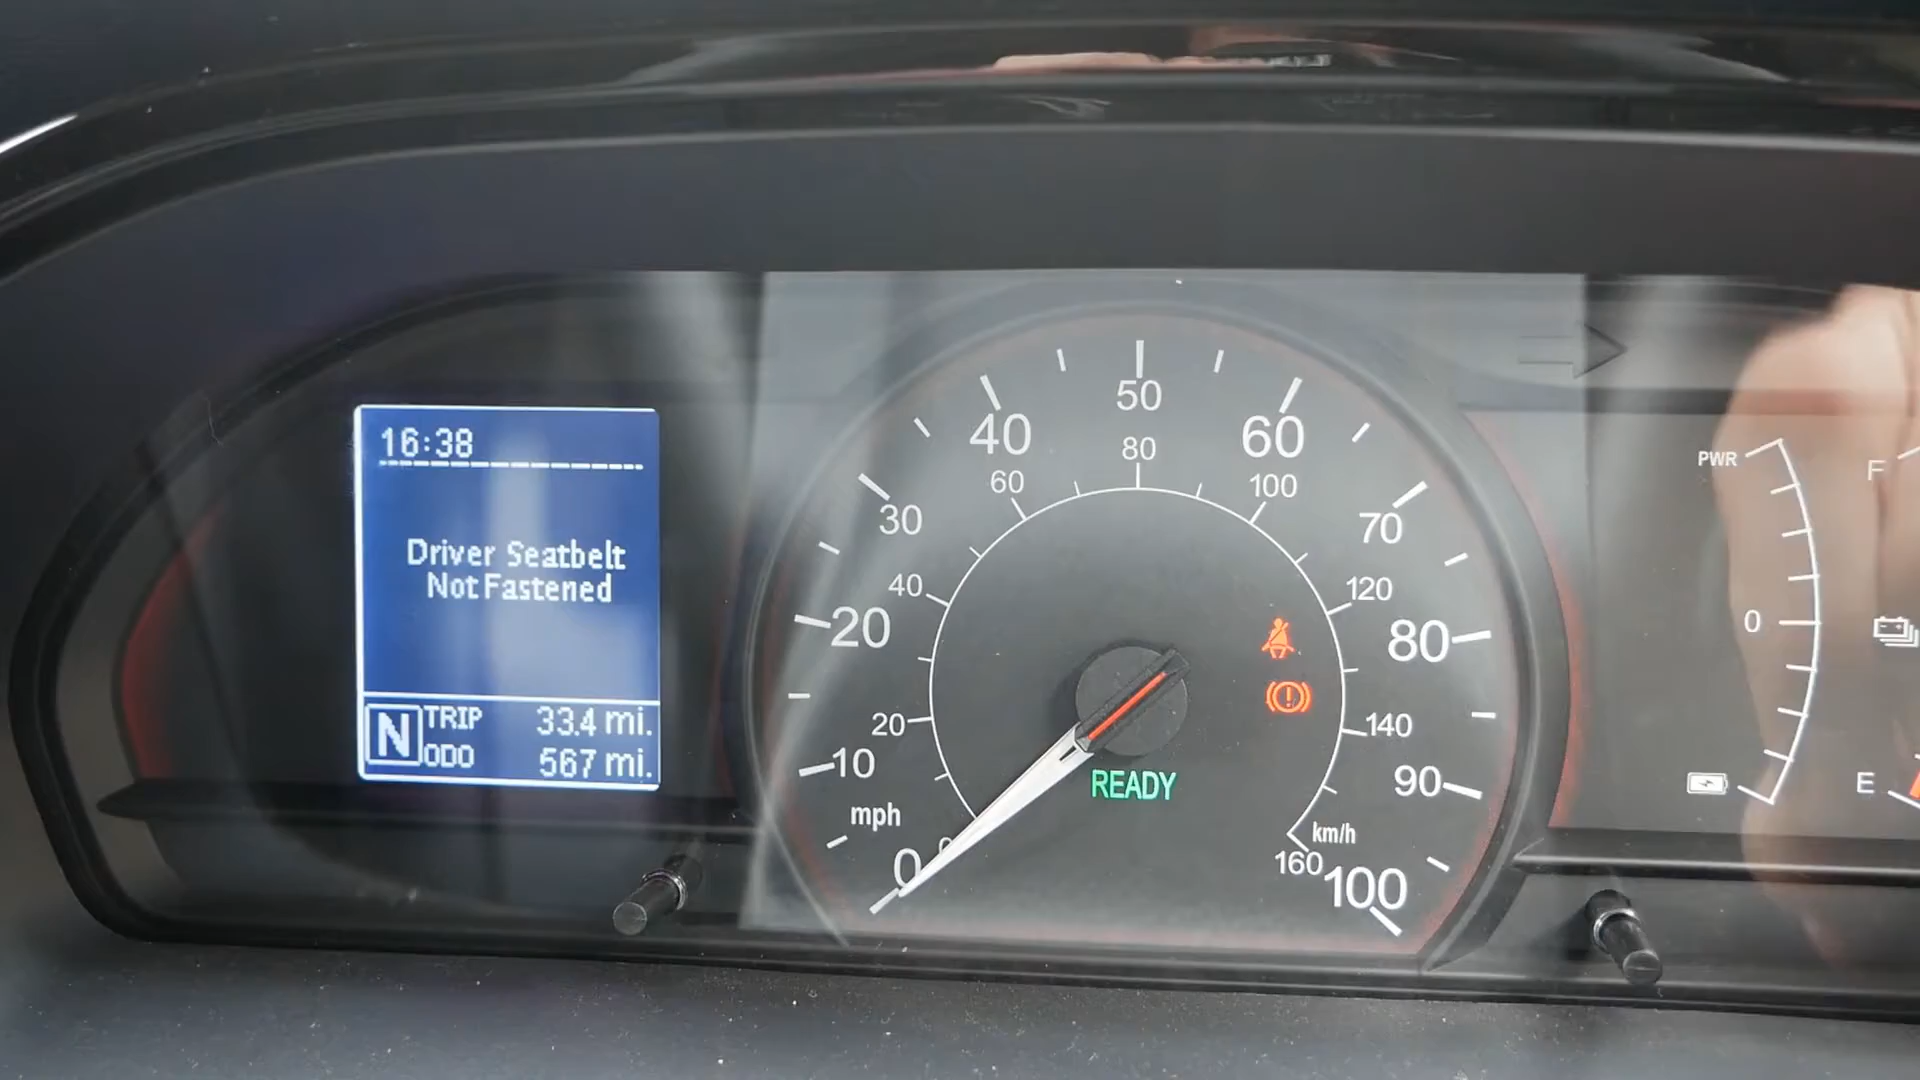 16:38
Driver Seatbelt
Not Fastened
N
TRIP 33.4 mi.
ODO 567 mi.
0
10
20
30
40
50
60
70
80
90
100
mph
20
40
60
80
100
120
140
160
km/h
READY
PWR
0
F
E